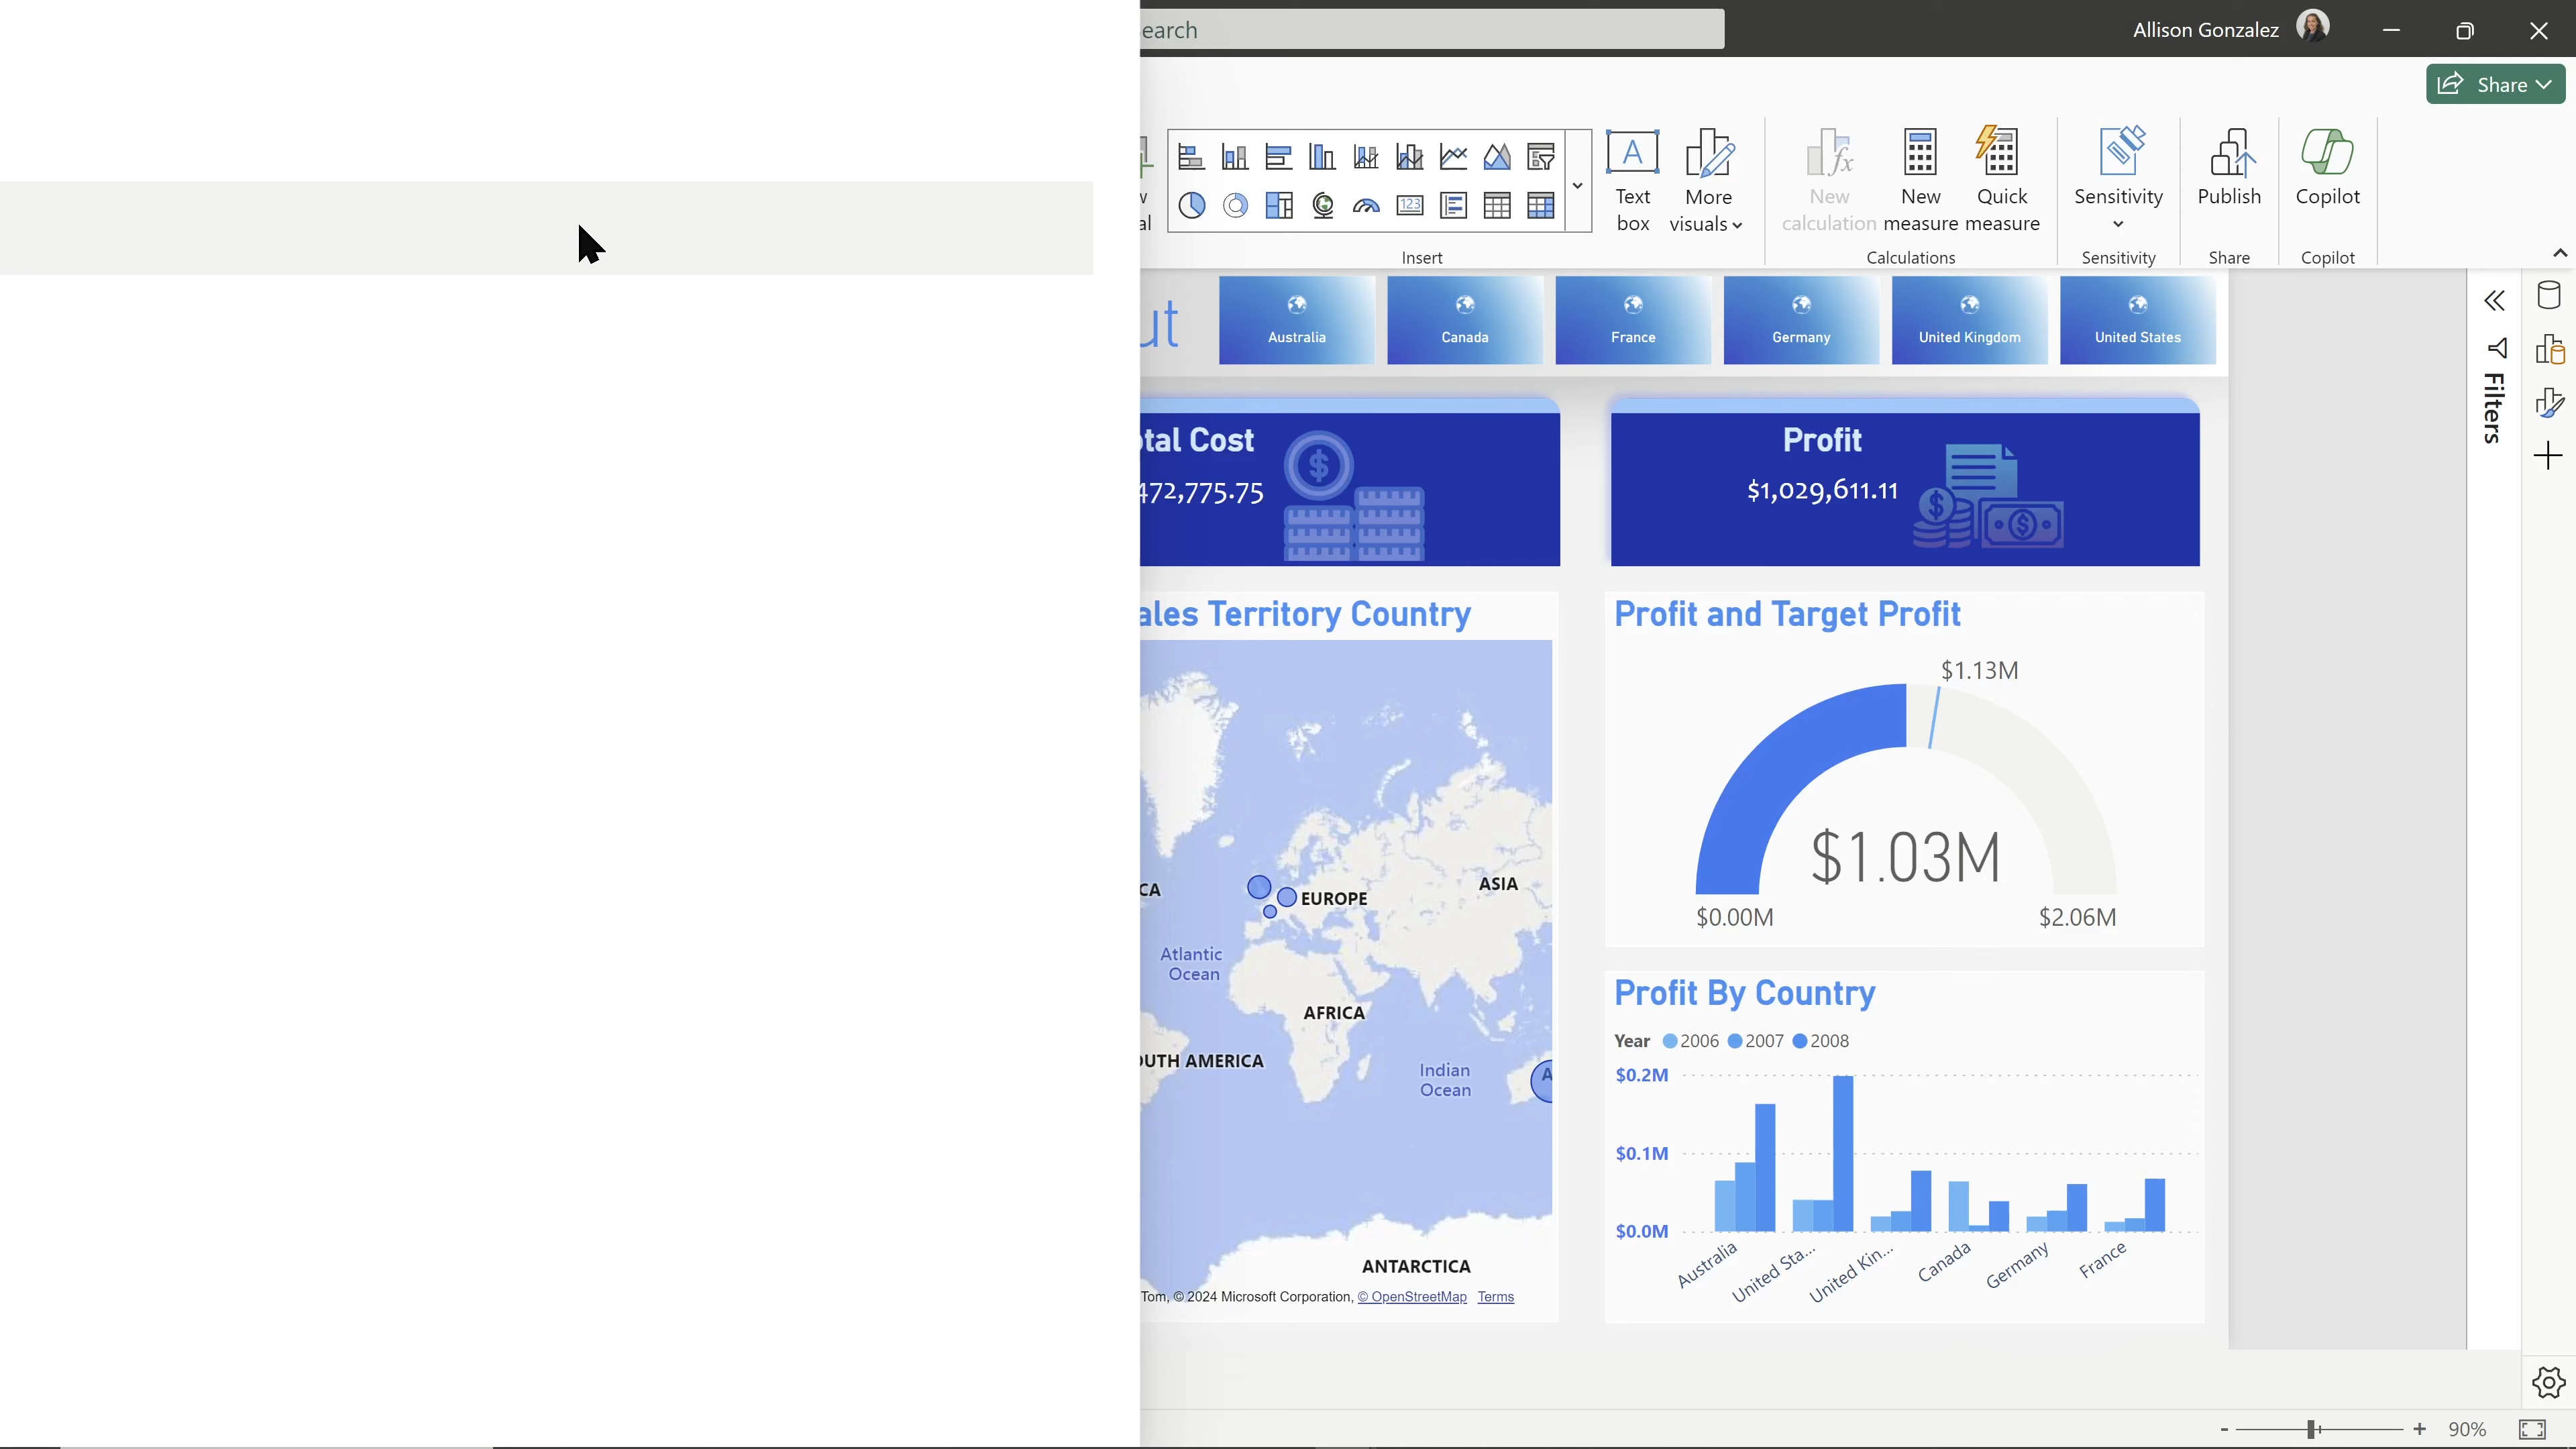 earch
Allison Gonzalez
Share
Text box
More visuals
New calculation
New measure
Quick measure
Sensitivity
Publish
Copilot
Insert
Calculations
Sensitivity
Share
Copilot
ut
Australia
Canada
France
Germany
United Kingdom
United States
Filters
tal Cost
472,775.75
Profit
$1,029,611.11
ales Territory Country
CA
EUROPE
ASIA
Atlantic
Ocean
AFRICA
UTH AMERICA
Indian
Ocean
A
ANTARCTICA
Tom, © 2024 Microsoft Corporation, © OpenStreetMap Terms
Profit and Target Profit
$1.13M
$1.03M
$0.00M
$2.06M
Profit By Country
Year 2006 2007 2008
$0.2M
$0.1M
$0.0M
Australia
United Sta...
United Kin...
Canada
Germany
France
- + 90%